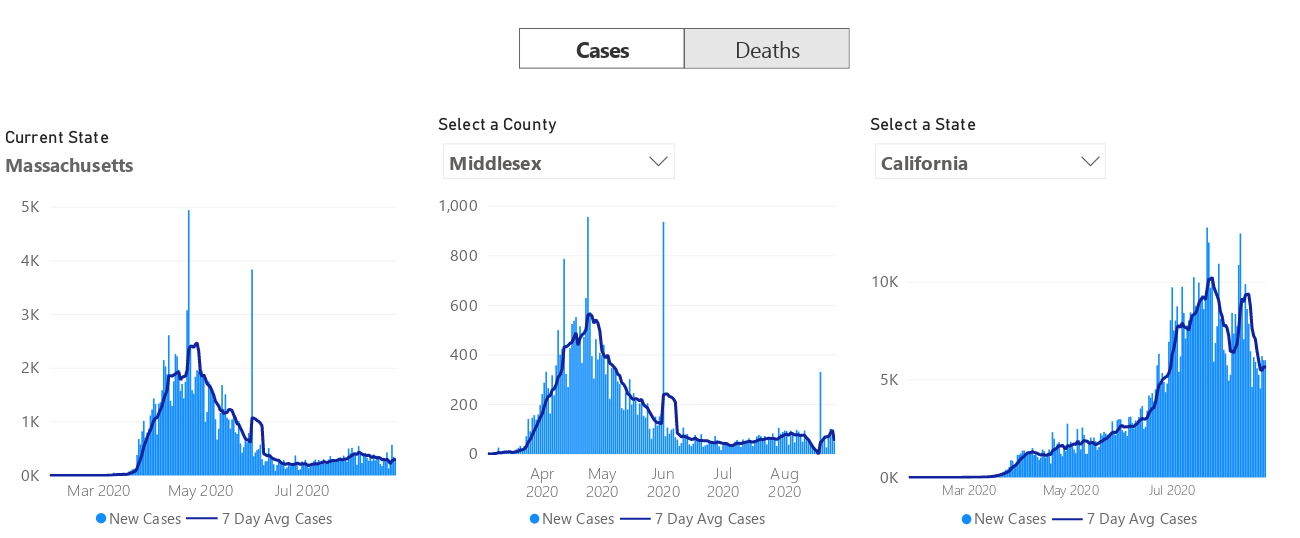 Cases Deaths
Current State
Massachusetts
5K
4K
3K
2K
1K
0K
Mar 2020 May 2020 Jul 2020
New Cases 7 Day Avg Cases
Select a County
Middlesex
1,000
800
600
400
200
0
Apr May Jun Jul Aug
2020 2020 2020 2020 2020
New Cases 7 Day Avg Cases
Select a State
California
10K
5K
0K
Mar 2020 May 2020 Jul 2020
New Cases 7 Day Avg Cases